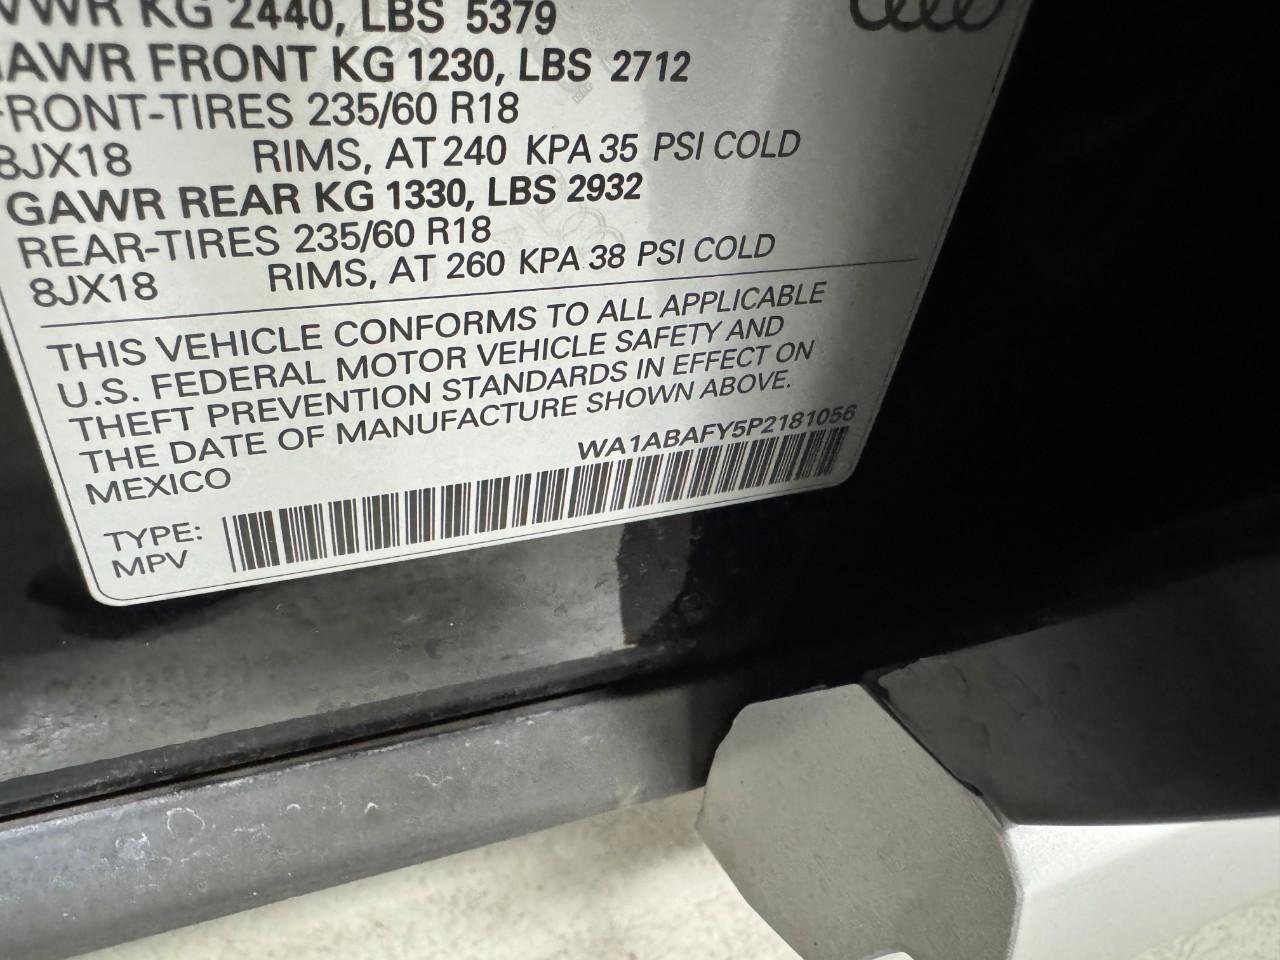 VWR KG 2440, LBS 5379
AWR FRONT KG 1230, LBS 2712
FRONT-TIRES 235/60 R18
8JX18 RIMS, AT 240 KPA 35 PSI COLD
GAWR REAR KG 1330, LBS 2932
REAR-TIRES 235/60 R18
8JX18 RIMS, AT 260 KPA 38 PSI COLD
THIS VEHICLE CONFORMS TO ALL APPLICABLE
U.S. FEDERAL MOTOR VEHICLE SAFETY AND
THEFT PREVENTION STANDARDS IN EFFECT ON
THE DATE OF MANUFACTURE SHOWN ABOVE.
MEXICO WA1ABAFY5P2181056
TYPE:
MPV